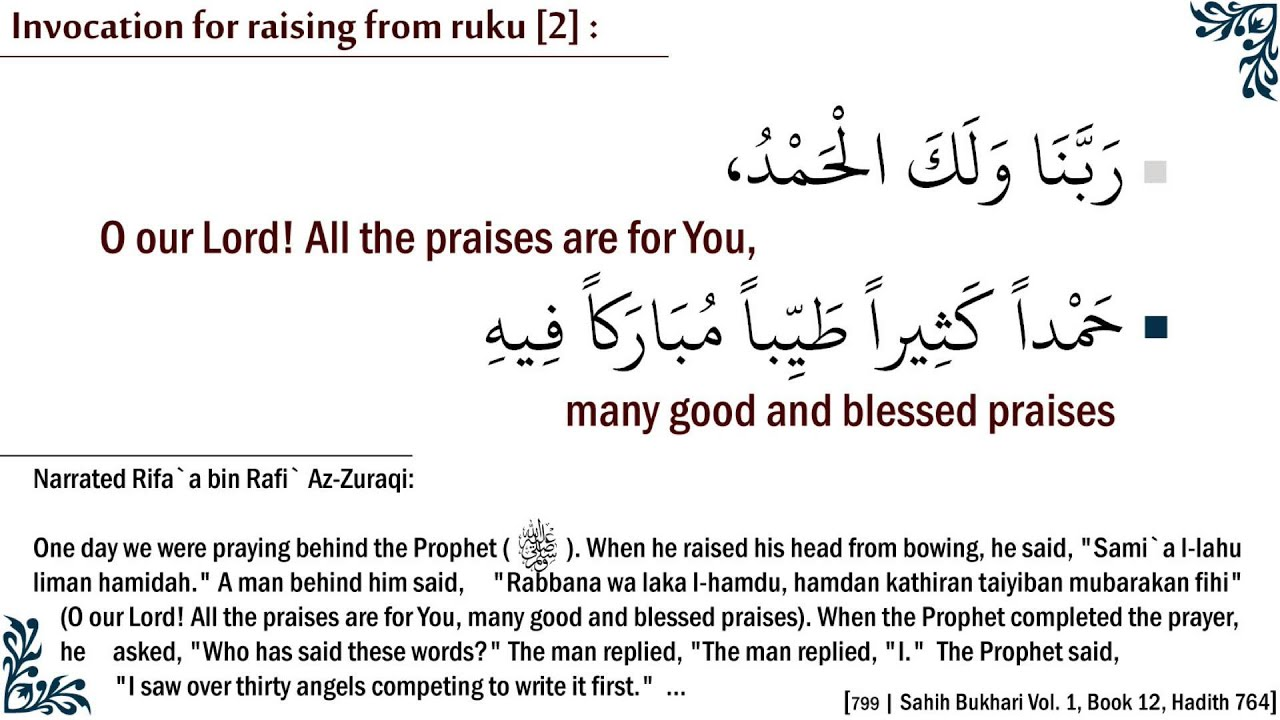 Invocation for raising from ruku [2] :
رَبَّنَا وَلَكَ الْحَمْدُ،
O our Lord! All the praises are for You,
حَمْداً كَثِيراً طَيِّباً مُبَارَكاً فِيهِ
many good and blessed praises
Narrated Rifa`a bin Rafi` Az-Zuraqi:
One day we were praying behind the Prophet ( ﷺ ). When he raised his head from bowing, he said, "Sami`a l-lahu
liman hamidah." A man behind him said, "Rabbana wa laka l-hamdu, hamdan kathiran taiyiban mubarakan fihi"
(O our Lord! All the praises are for You, many good and blessed praises). When the Prophet completed the prayer,
he asked, "Who has said these words?" The man replied, "The man replied, "I." The Prophet said,
"I saw over thirty angels competing to write it first." ...
[799 | Sahih Bukhari Vol. 1, Book 12, Hadith 764]